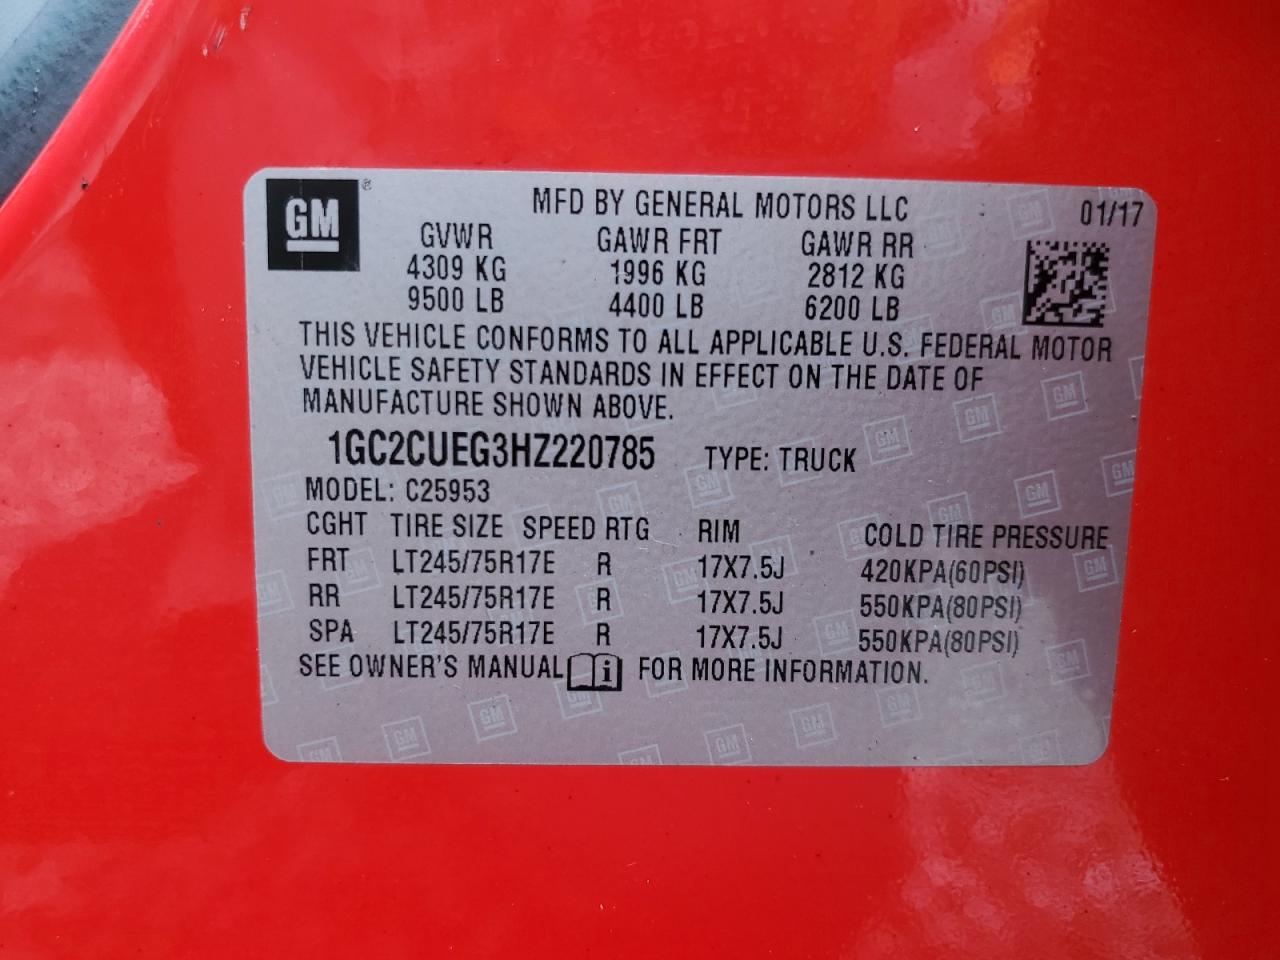 GM ® MFD BY GENERAL MOTORS LLC 01/17
GVWR GAWR FRT GAWR RR
4309 KG 1996 KG 2812 KG
9500 LB 4400 LB 6200 LB
THIS VEHICLE CONFORMS TO ALL APPLICABLE U.S. FEDERAL MOTOR
VEHICLE SAFETY STANDARDS IN EFFECT ON THE DATE OF
MANUFACTURE SHOWN ABOVE.
1GC2CUEG3HZ220785 TYPE: TRUCK
MODEL: C25953
CGHT TIRE SIZE SPEED RTG RIM COLD TIRE PRESSURE
FRT LT245/75R17E R 17X7.5J 420KPA(60PSI)
RR LT245/75R17E R 17X7.5J 550KPA(80PSI)
SPA LT245/75R17E R 17X7.5J 550KPA(80PSI)
SEE OWNER'S MANUAL i FOR MORE INFORMATION.